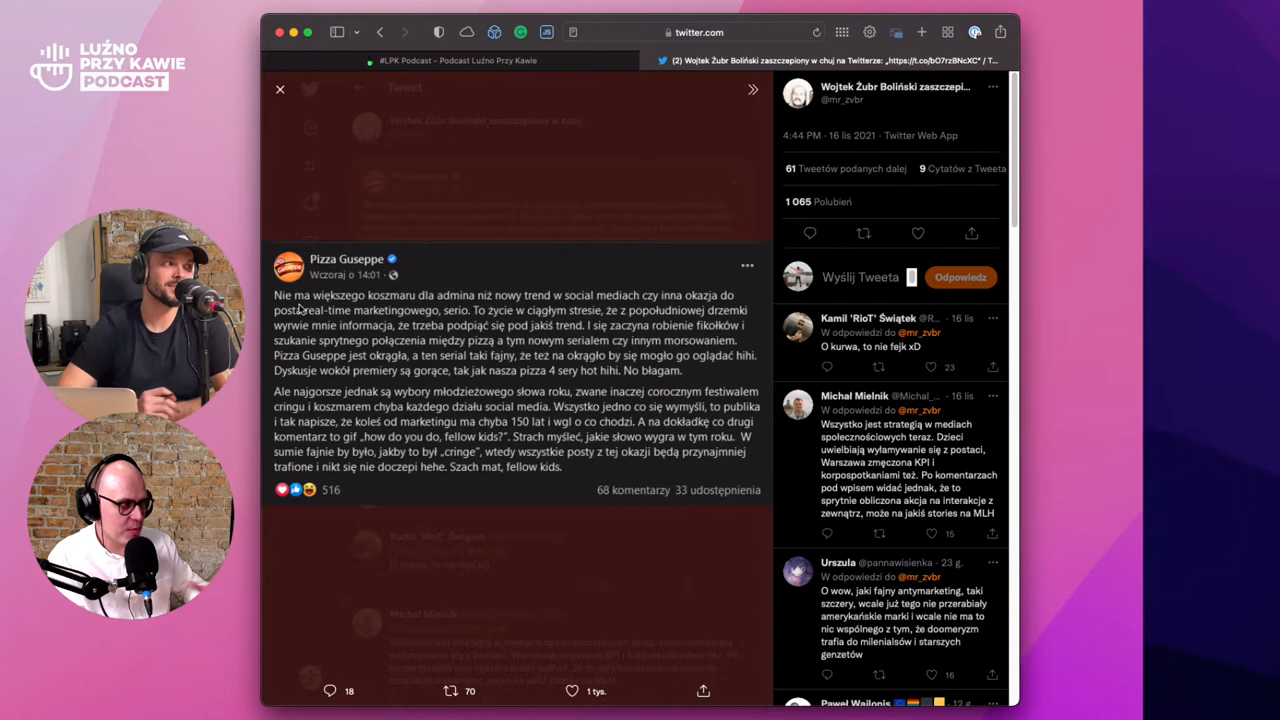 LUŹNO
PRZY KAWIE
PODCAST
twitter.com
#LPK Podcast - Podcast Luźno Przy Kawie
(2) Wojtek Żubr Boliński zaszczepiony w chuj na Twitterze: „https://t.co/bO7rzBNcXC" / T...
Tweet
Wojtek Żubr Boliński zaszczepiony w chuj
Pizza Guseppe
Wczoraj o 14:01 ·
Nie ma większego koszmaru dla admina niż nowy trend w social mediach czy inna okazja do
posta real-time marketingowego, serio. To życie w ciągłym stresie, że z popołudniowej drzemki
wyrwie mnie informacja, że trzeba podpiąć się pod jakiś trend. I się zaczyna robienie fikołków i
szukanie sprytnego połączenia między pizzą a tym nowym serialem czy innym morsowaniem.
Pizza Guseppe jest okrągła, a ten serial taki fajny, że też na okrągło by się mogło go oglądać hihi.
Dyskusje wokół premiery są gorące, tak jak nasza pizza 4 sery hot hihi. No błagam.
Ale najgorsze jednak są wybory młodzieżowego słowa roku, zwane inaczej corocznym festiwalem
cringu i koszmarem chyba każdego działu social media. Wszystko jedno co się wymyśli, to publika
i tak napisze, że koleś od marketingu ma chyba 150 lat i wgl o co chodzi. A na dokładkę co drugi
komentarz to gif „how do you do, fellow kids?". Strach myśleć, jakie słowo wygra w tym roku. W
sumie fajnie by było, jakby to był „cringe", wtedy wszystkie posty z tej okazji będą przynajmniej
trafione i nikt się nie doczepi hehe. Szach mat, fellow kids.
516
68 komentarzy 33 udostępnienia
Kamil 'RioT' Świątek
Michał Mielnik
18
70
1 tys.
Wojtek Żubr Boliński zaszczepi...
@mr_zvbr
4:44 PM · 16 lis 2021 · Twitter Web App
61 Tweetów podanych dalej 9 Cytatów z Tweeta
1 065 Polubień
Wyślij Tweeta
Odpowiedz
Kamil 'RioT' Świątek @R... · 16 lis
W odpowiedzi do @mr_zvbr
O kurwa, to nie fejk xD
23
Michał Mielnik @Michal_... · 16 lis
W odpowiedzi do @mr_zvbr
Wszystko jest strategią w mediach
społecznościowych teraz. Dzieci
uwielbiają wyłamywanie się z postaci,
Warszawa zmęczona KPI i
korpospotkaniami też. Po komentarzach
pod wpisem widać jednak, że to
sprytnie obliczona akcja na interakcje z
zewnątrz, może na jakiś stories na MLH
15
Urszula @pannawisienka · 23 g.
W odpowiedzi do @mr_zvbr
O wow, jaki fajny antymarketing, taki
szczery, wcale już tego nie przerabiały
amerykańskie marki i wcale nie ma to
nic wspólnego z tym, że doomeryzm
trafia do milenialsów i starszych
genzetów
16
Paweł Wajlonis
12 g